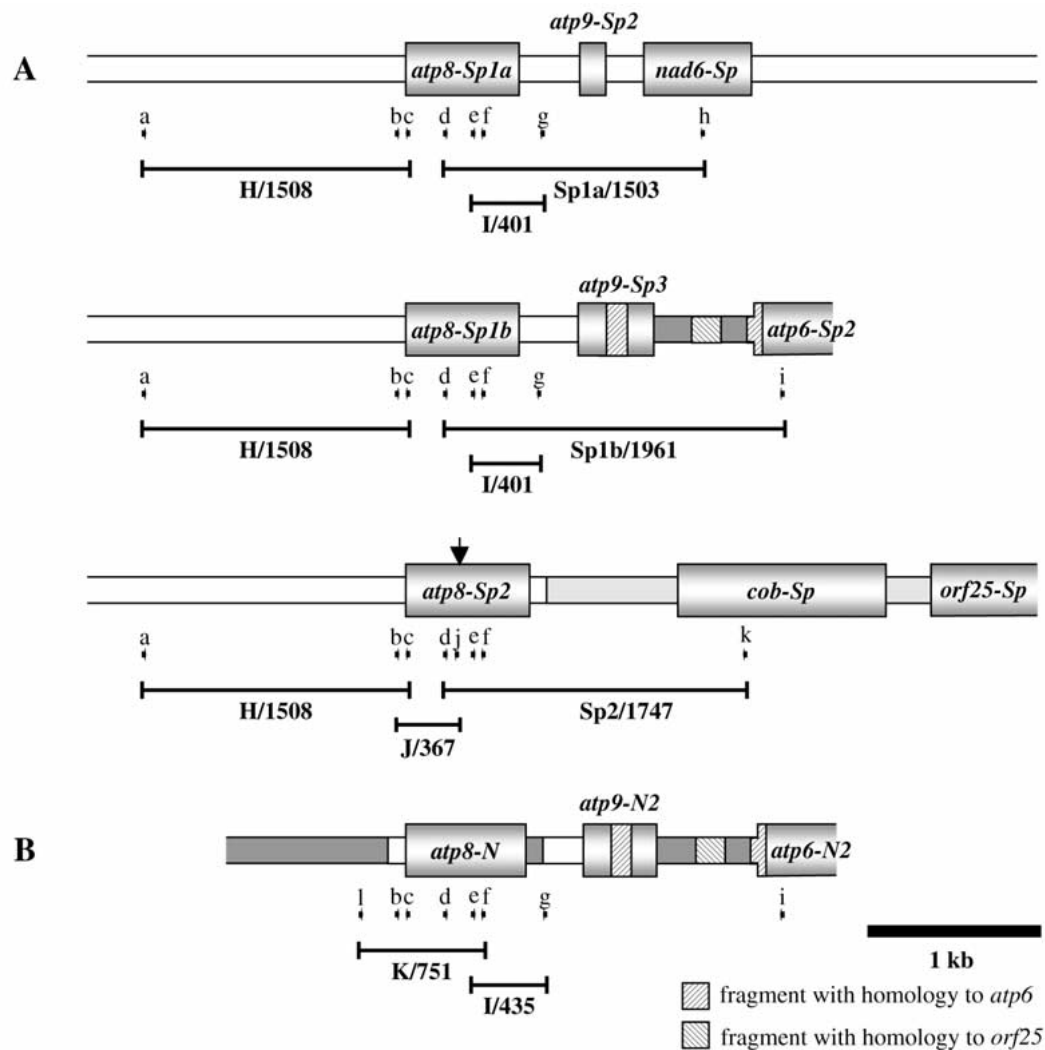 atp9-Sp2
A
atp8-Sp1a
nad6-Sp
a b c d e f g h
H/1508
Sp1a/1503
I/401
atp9-Sp3
atp8-Sp1b
atp6-Sp2
a b c d e f g i
H/1508
Sp1b/1961
I/401
atp8-Sp2
cob-Sp
orf25-Sp
a b c d j e f k
H/1508
Sp2/1747
J/367
atp9-N2
B
atp8-N
atp6-N2
l b c d e f g i
K/751
I/435
1 kb
fragment with homology to atp6
fragment with homology to orf25